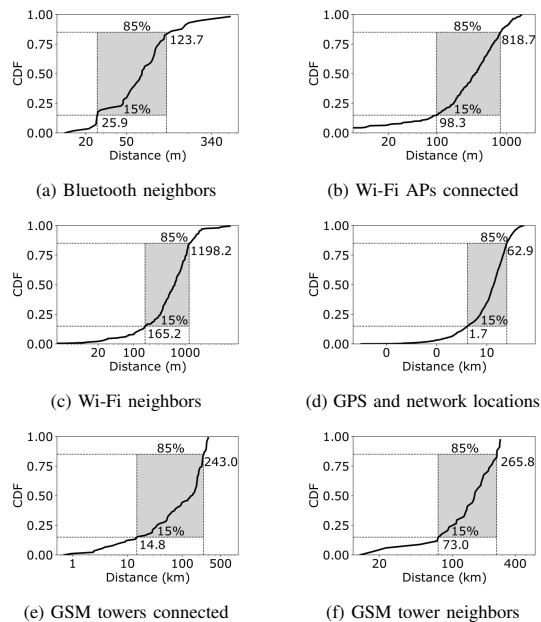 1.00
0.75
0.50
0.25
0.00
CDF
85%
123.7
15%
25.9
20 50 340
Distance (m)
(a) Bluetooth neighbors
1.00
0.75
0.50
0.25
0.00
CDF
85%
818.7
15%
98.3
20 100 1000
Distance (m)
(b) Wi-Fi APs connected
1.00
0.75
0.50
0.25
0.00
CDF
85%
1198.2
15%
165.2
20 100 1000
Distance (m)
(c) Wi-Fi neighbors
1.00
0.75
0.50
0.25
0.00
CDF
85%
62.9
15%
1.7
0 0 10
Distance (km)
(d) GPS and network locations
1.00
0.75
0.50
0.25
0.00
CDF
85%
243.0
15%
14.8
1 10 100 500
Distance (km)
(e) GSM towers connected
1.00
0.75
0.50
0.25
0.00
CDF
85%
265.8
15%
73.0
20 100 400
Distance (km)
(f) GSM tower neighbors